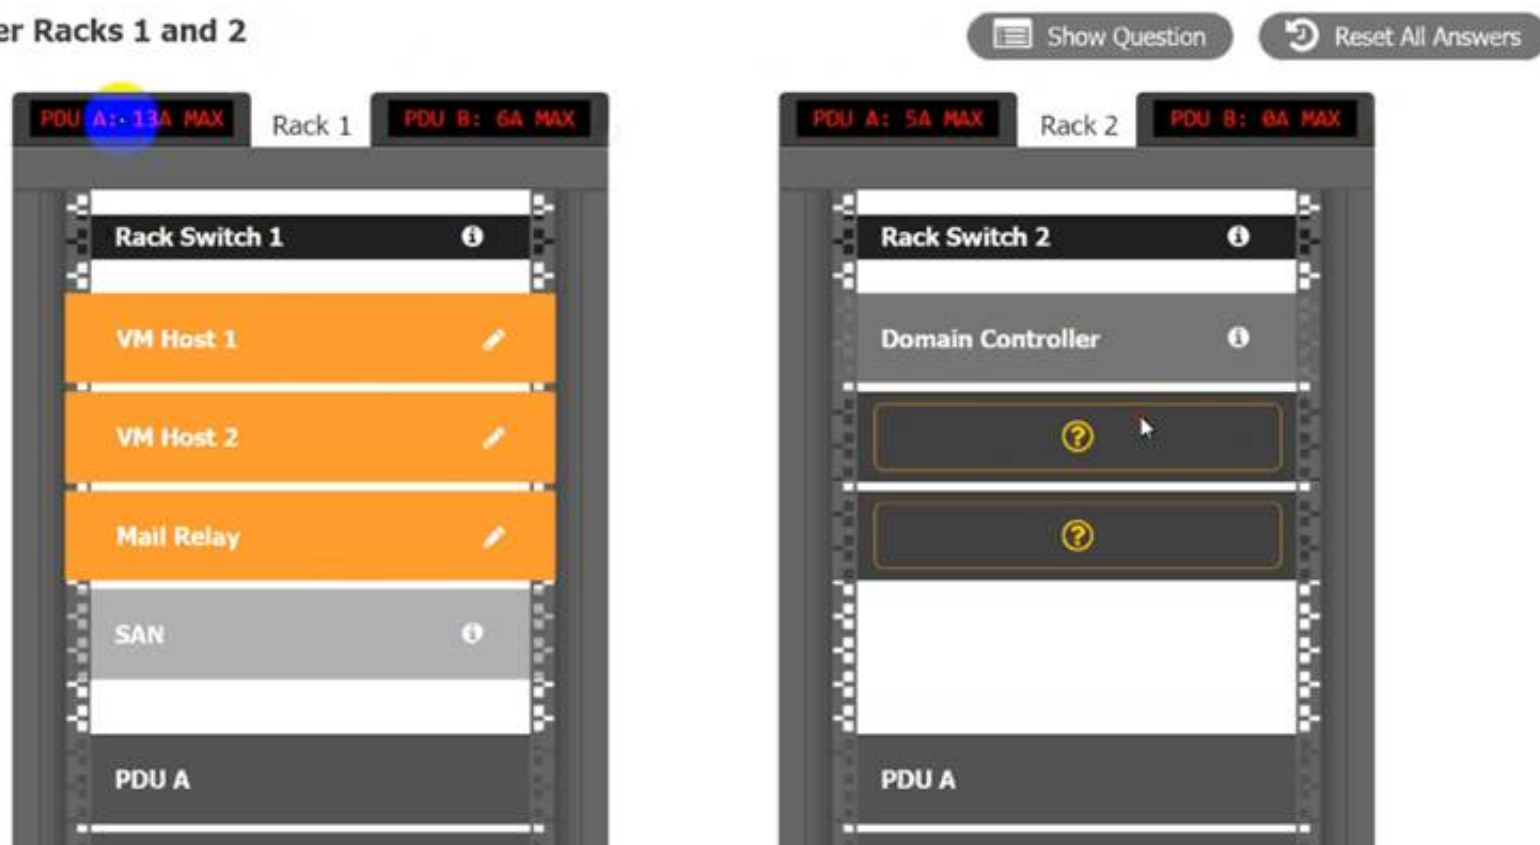 er Racks 1 and 2
Show Question
Reset All Answers
PDU A: 13A MAX
Rack 1
PDU B: 6A MAX
PDU A: 5A MAX
Rack 2
PDU B: 0A MAX
Rack Switch 1
VM Host 1
VM Host 2
Mail Relay
SAN
PDU A
Rack Switch 2
Domain Controller
?
?
PDU A